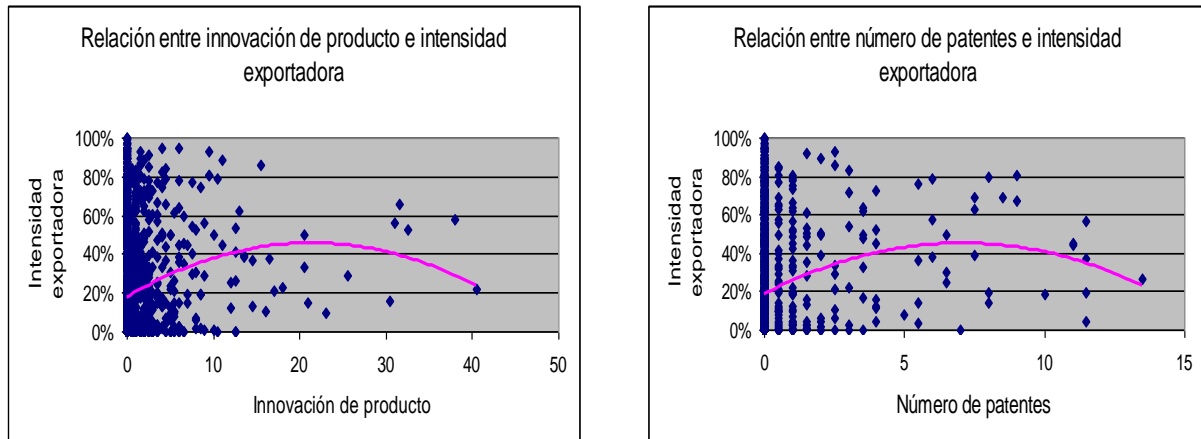 Relación entre innovación de producto e intensidad
exportadora
100%
80%
60%
40%
20%
0%
Intensidad
exportadora
0 10 20 30 40 50
Innovación de producto
Relación entre número de patentes e intensidad
exportadora
100%
80%
60%
40%
20%
0%
Intensidad
exportadora
0 5 10 15
Número de patentes